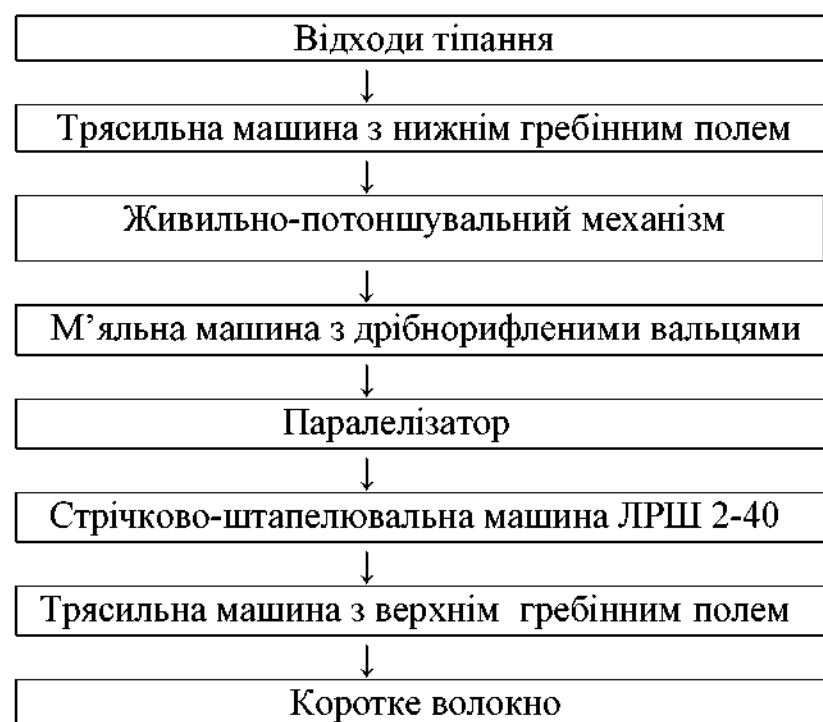 Відходи тіпання
Трясильна машина з нижнім гребінним полем
Живильно-потоншувальний механізм
М’яльна машина з дрібнорифленими вальцями
Паралелізатор
Стрічково-штапелювальна машина ЛРШ 2-40
Трясильна машина з верхнім гребінним полем
Коротке волокно